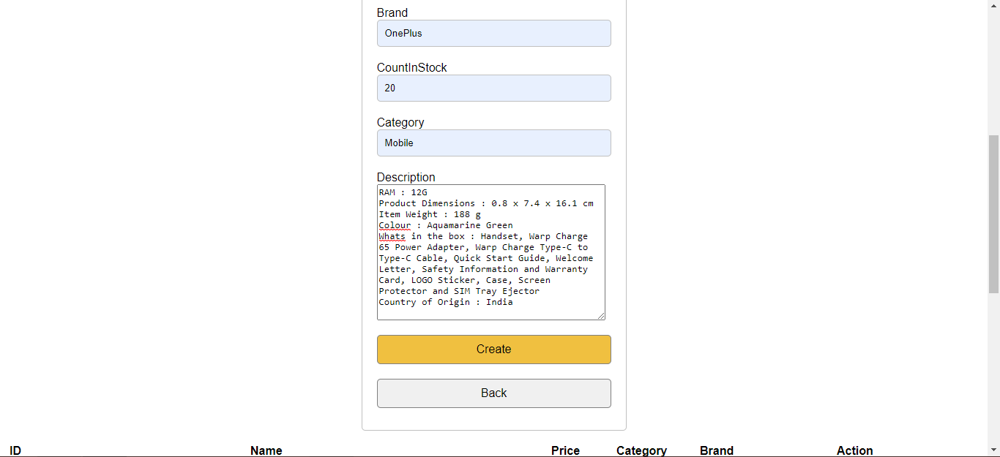 Brand
OnePlus
CountInStock
20
Category
Mobile
Description
RAM : 12G
Product Dimensions : 0.8 x 7.4 x 16.1 cm
Item Weight : 188 g
Colour : Aquamarine Green
Whats in the box : Handset, Warp Charge
65 Power Adapter, Warp Charge Type-C to
Type-C Cable, Quick Start Guide, Welcome
Letter, Safety Information and Warranty
Card, LOGO Sticker, Case, Screen
Protector and SIM Tray Ejector
Country of Origin : India
Create
Back
ID Name Price Category Brand Action